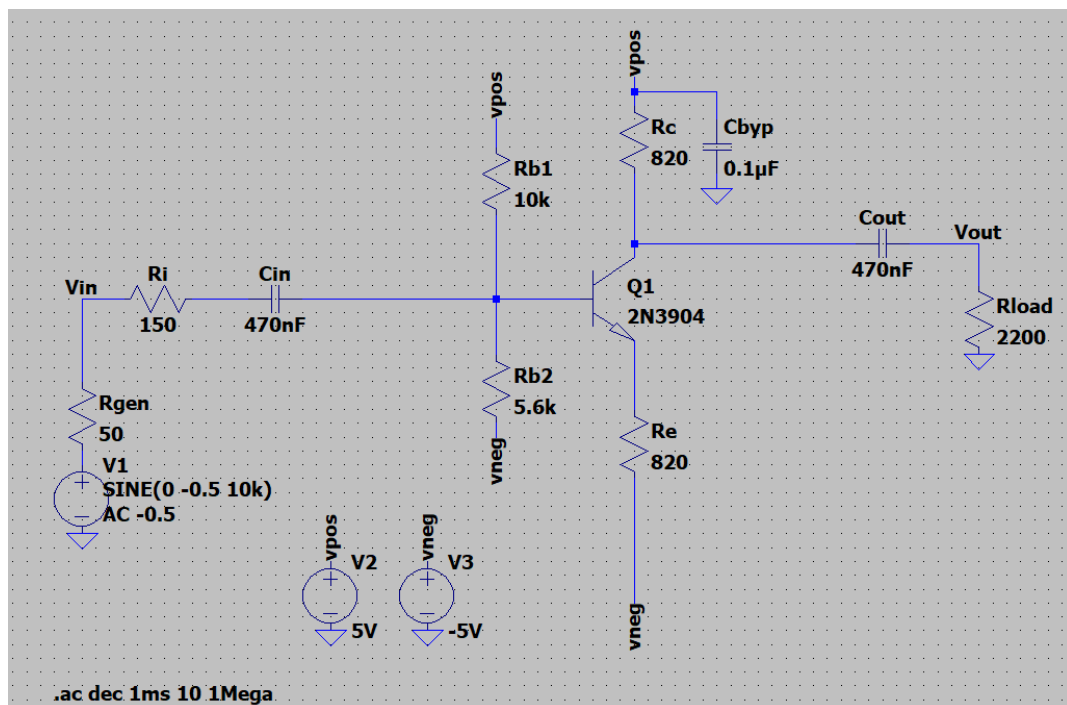 vpos
vpos
Rc
820
Cbyp
0.1µF
Rb1
10k
Cout
470nF
Vout
Vin
Ri
150
Cin
470nF
Q1
2N3904
Rload
2200
Rb2
5.6k
vneg
Rgen
50
Re
820
V1
SINE(0 -0.5 10k)
AC -0.5
vpos
V2
5V
vneg
V3
-5V
vneg
.ac dec 1ms 10 1Mega